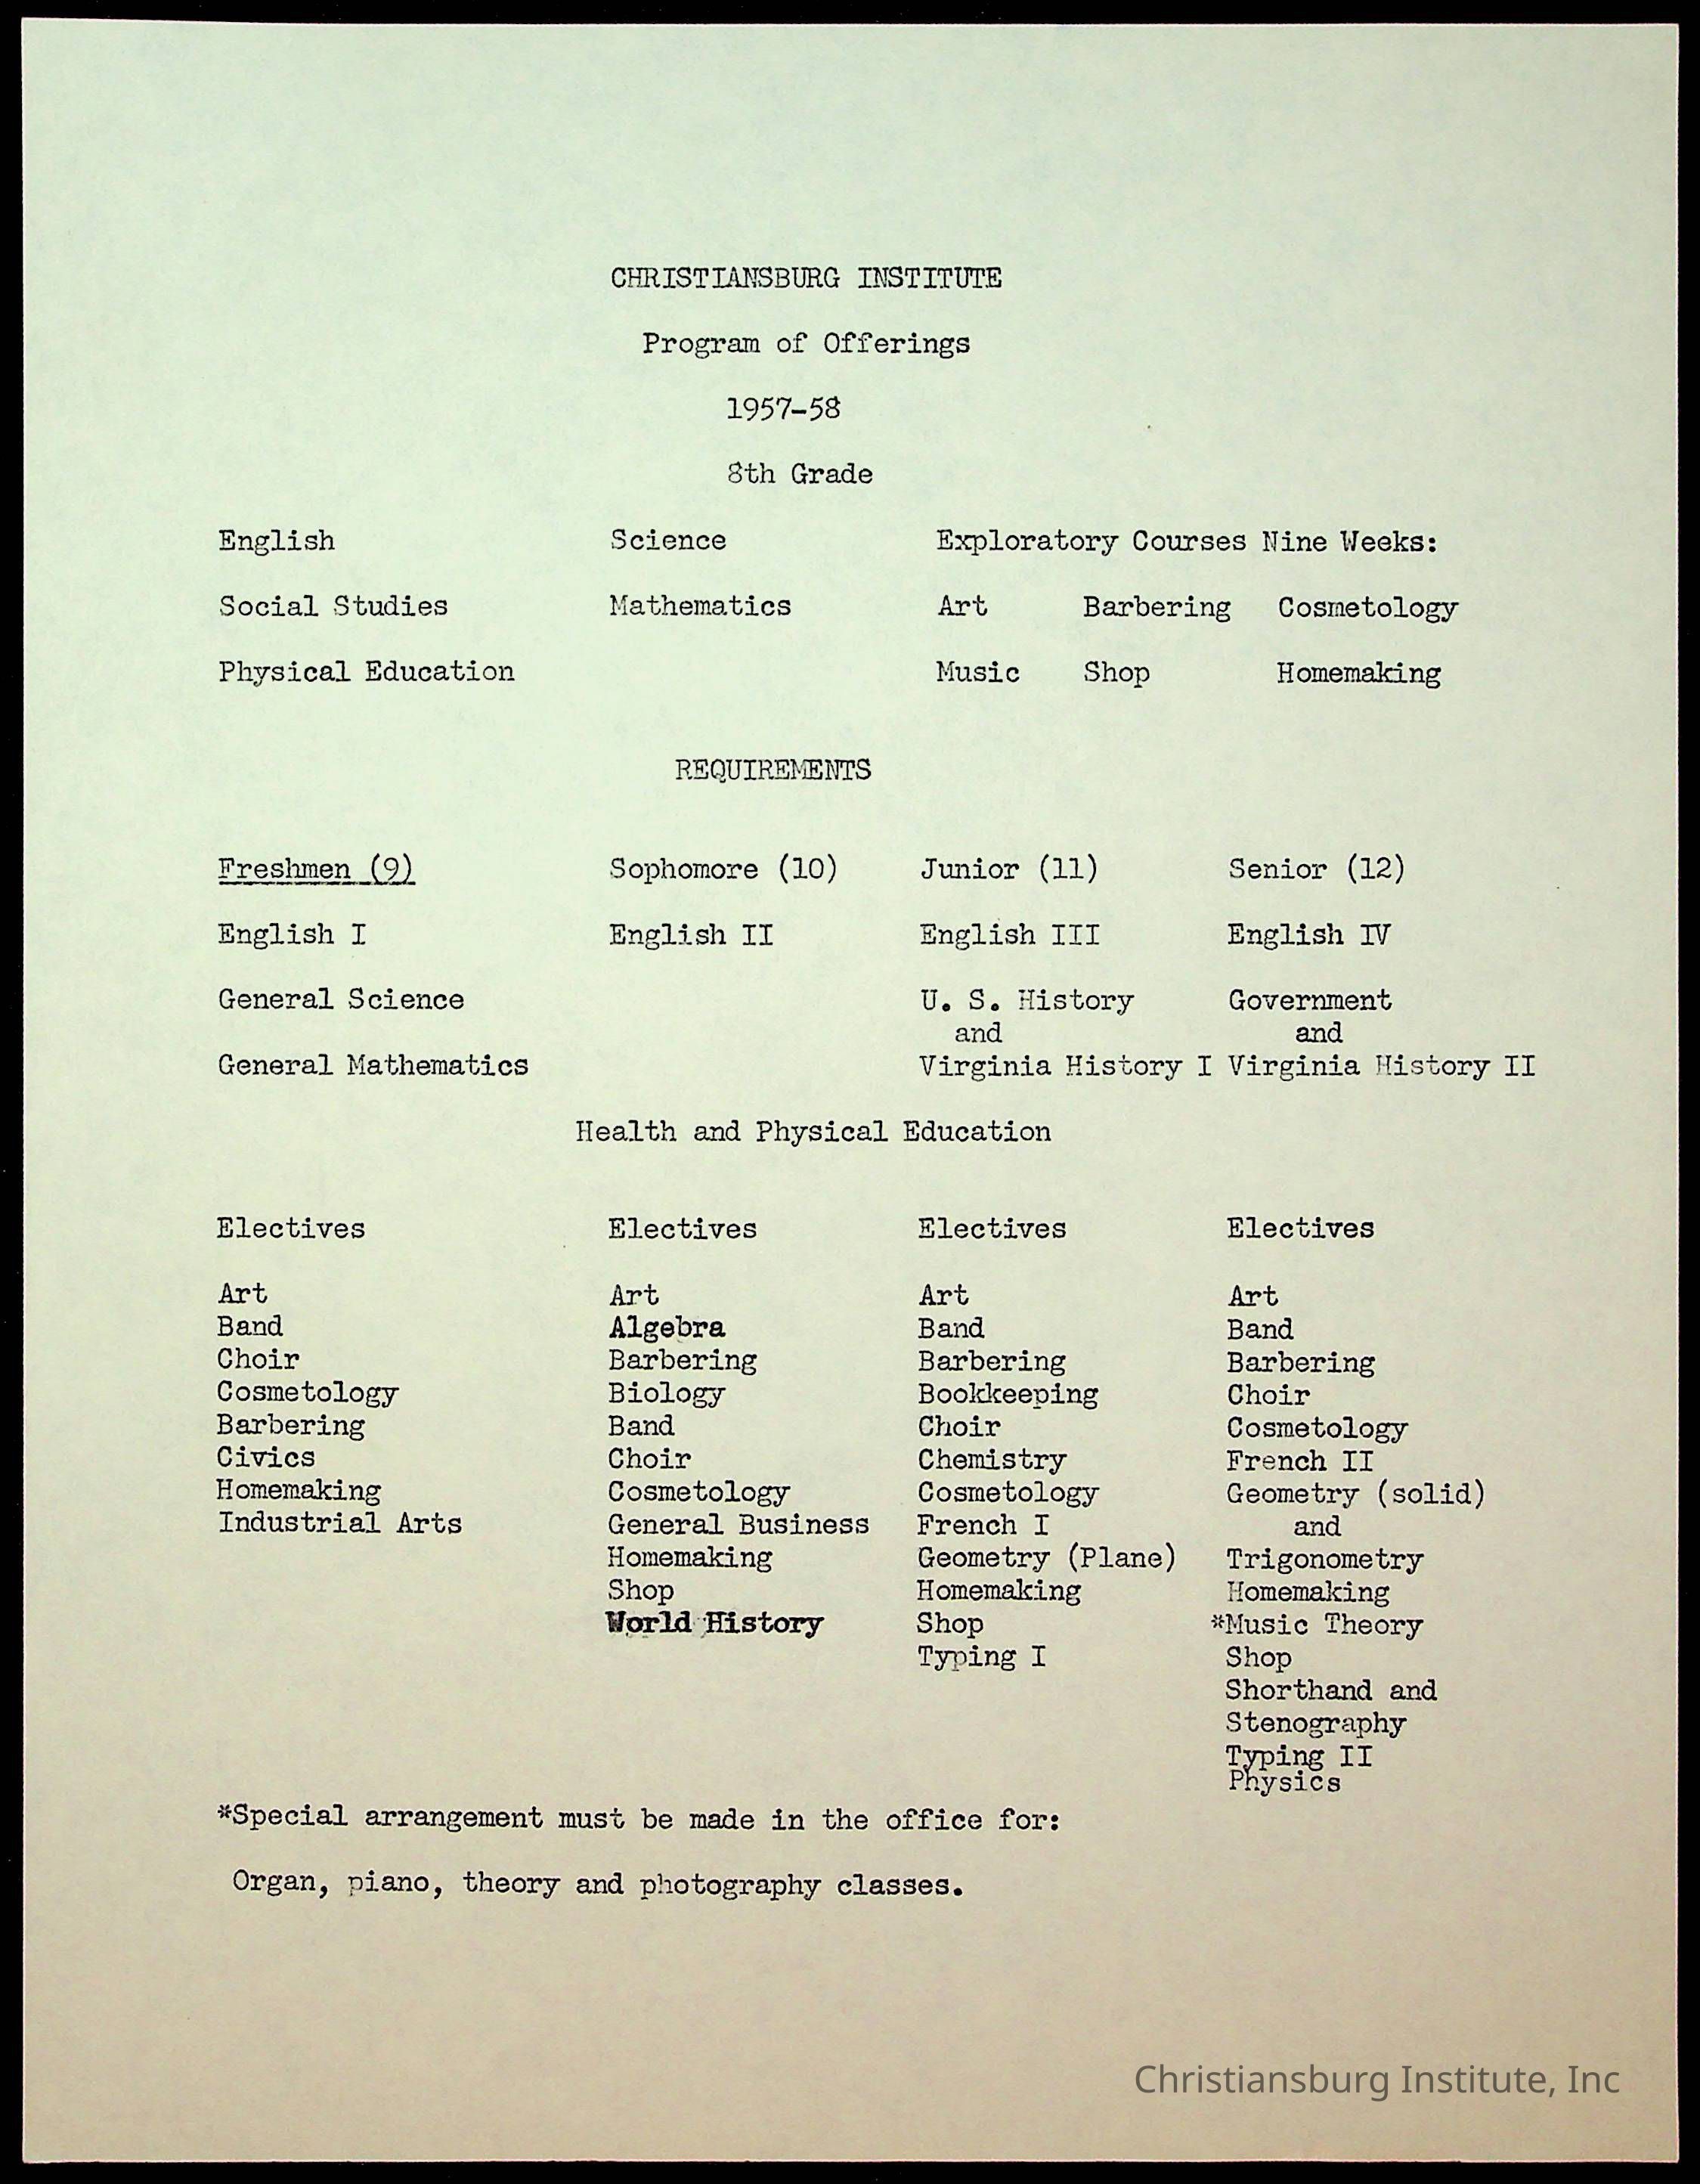 CHRISTIANSBURG INSTITUTE
Program of Offerings
1957-58
8th Grade
English Science Exploratory Courses Nine Weeks:
Social Studies Mathematics Art Barbering Cosmetology
Physical Education Music Shop Homemaking
REQUIREMENTS
Freshmen (9) Sophomore (10) Junior (11) Senior (12)
English I English II English III English IV
General Science U. S. History Government
and and
General Mathematics Virginia History I Virginia History II
Health and Physical Education
Electives Electives Electives Electives
Art Art Art Art
Band Algebra Band Band
Choir Barbering Barbering Barbering
Cosmetology Biology Bookkeeping Choir
Barbering Band Choir Cosmetology
Civics Choir Chemistry French II
Homemaking Cosmetology Cosmetology Geometry (solid)
Industrial Arts General Business French I and
Homemaking Geometry (Plane) Trigonometry
Shop Homemaking Homemaking
World History Shop *Music Theory
Typing I Shop
Shorthand and
Stenography
Typing II
Physics
*Special arrangement must be made in the office for:
Organ, piano, theory and photography classes.
Christiansburg Institute, Inc